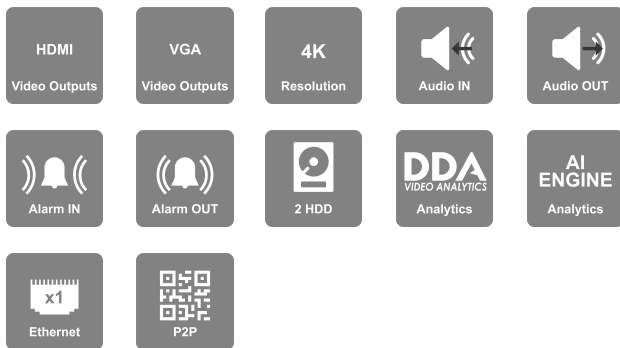 HDMI
Video Outputs
VGA
Video Outputs
4K
Resolution
Audio IN
Audio OUT
Alarm IN
Alarm OUT
2 HDD
DDA
VIDEO ANALYTICS
Analytics
AI
ENGINE
Analytics
x1
Ethernet
P2P